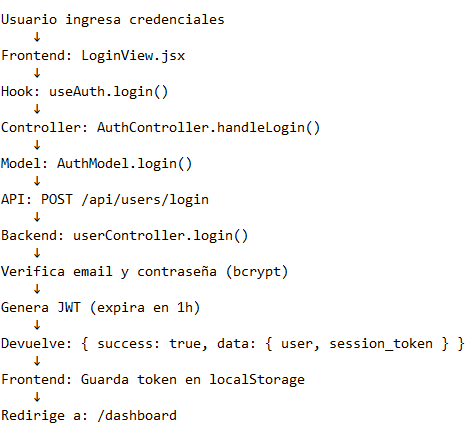 Usuario ingresa credenciales
↓
Frontend: LoginView.jsx
↓
Hook: useAuth.login()
↓
Controller: AuthController.handleLogin()
↓
Model: AuthModel.login()
↓
API: POST /api/users/login
↓
Backend: userController.login()
↓
Verifica email y contraseña (bcrypt)
↓
Genera JWT (expira en 1h)
↓
Devuelve: { success: true, data: { user, session_token } }
↓
Frontend: Guarda token en localStorage
↓
Redirige a: /dashboard